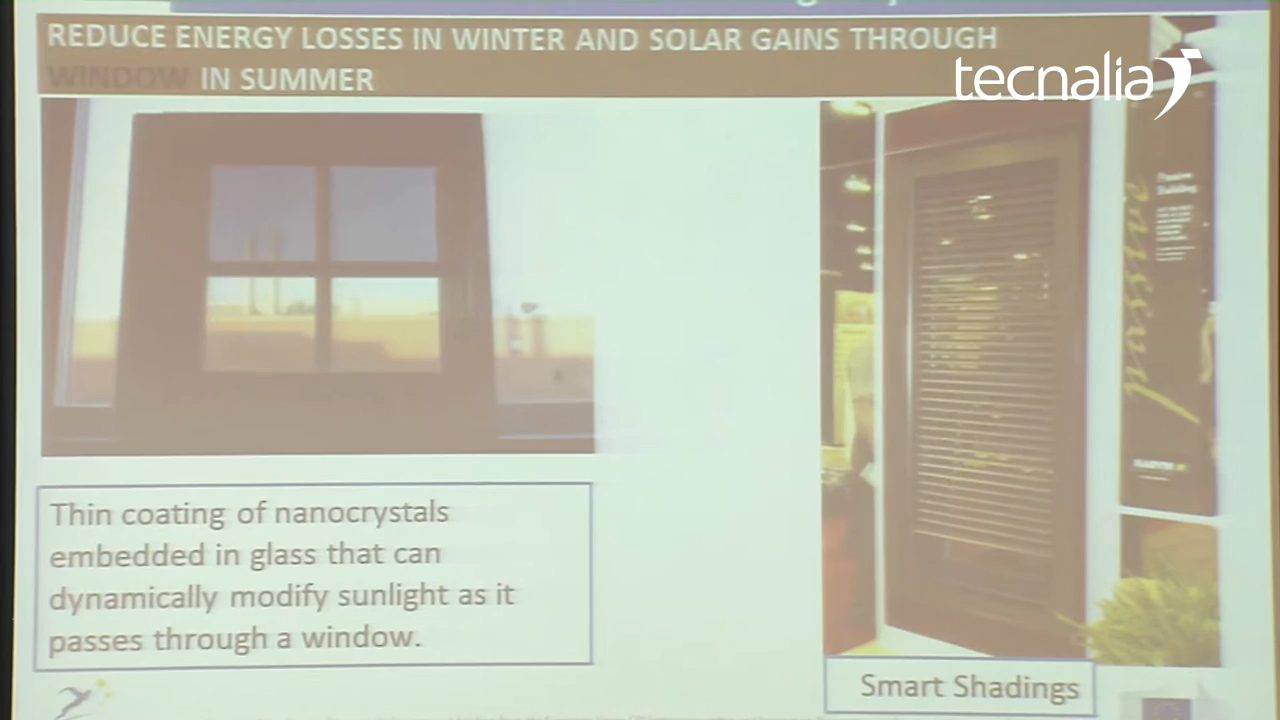 REDUCE ENERGY LOSSES IN WINTER AND SOLAR GAINS THROUGH
WINDOW IN SUMMER
tecnalia
passive
Thin coating of nanocrystals
embedded in glass that can
dynamically modify sunlight as it
passes through a window.
Smart Shadings